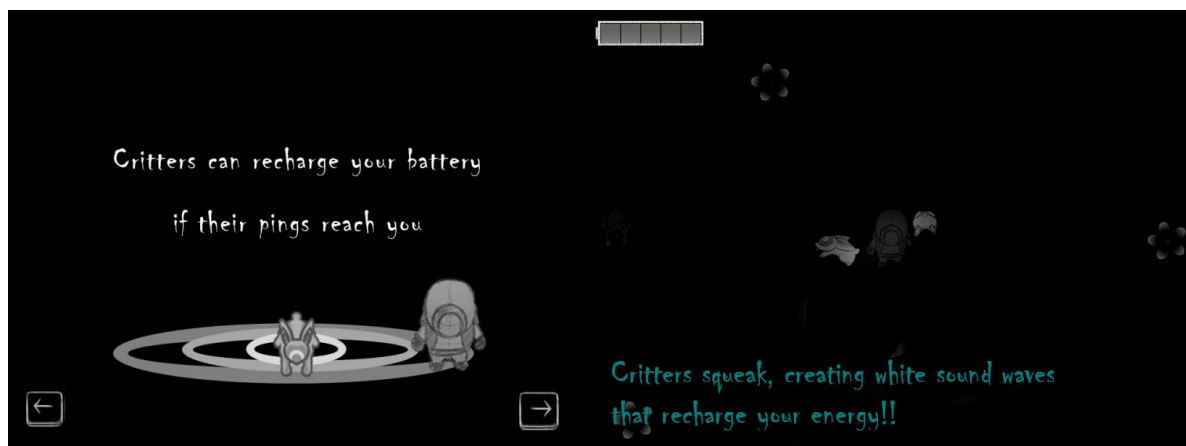 Critters can recharge your battery
if their pings reach you
Critters squeak, creating white sound waves
that recharge your energy!!